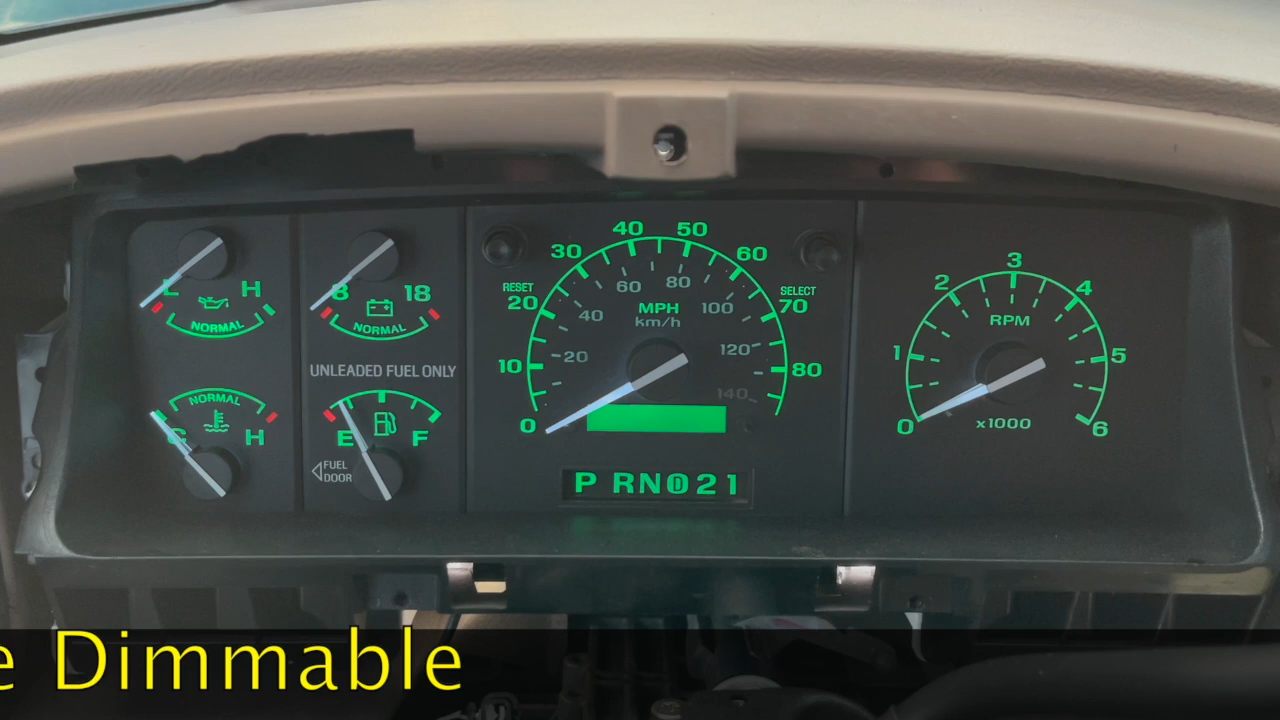 L H
NORMAL
8 18
NORMAL
UNLEADED FUEL ONLY
NORMAL
C H
E F
FUEL
DOOR
RESET
SELECT
0 10 20 30 40 50 60 70 80
20 40 60 80 100 120 140
MPH
km/h
P RND21
0 1 2 3 4 5 6
RPM
x1000
e Dimmable